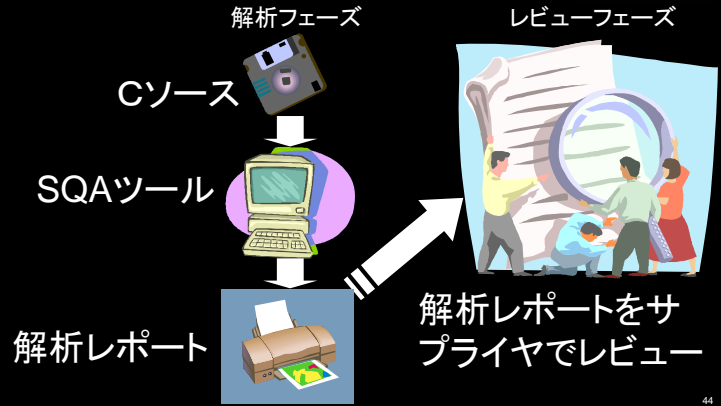 解析フェーズ
レビューフェーズ
Cソース
SQAツール
解析レポート
解析レポートをサ
プライヤでレビュー
44